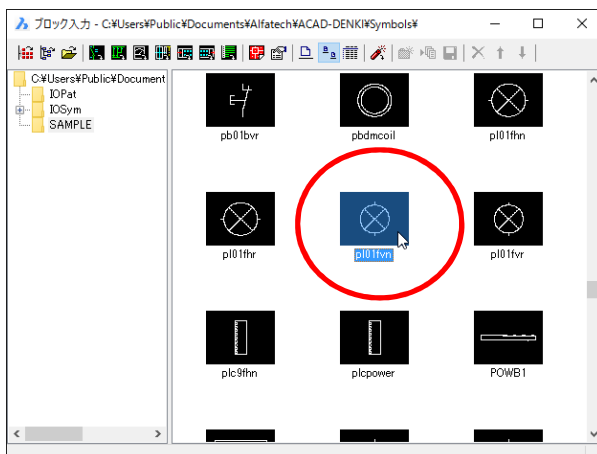 ブロック入力 - C:¥Users¥Public¥Documents¥Alfatech¥ACAD-DENKI¥Symbols¥
C:¥Users¥Public¥Document
IOPat
IOSym
SAMPLE
pb01bvr
pbdmcoil
pl01fhn
pl01fhr
pl01fvn
pl01fvr
plc9fhn
plcpower
POWB1